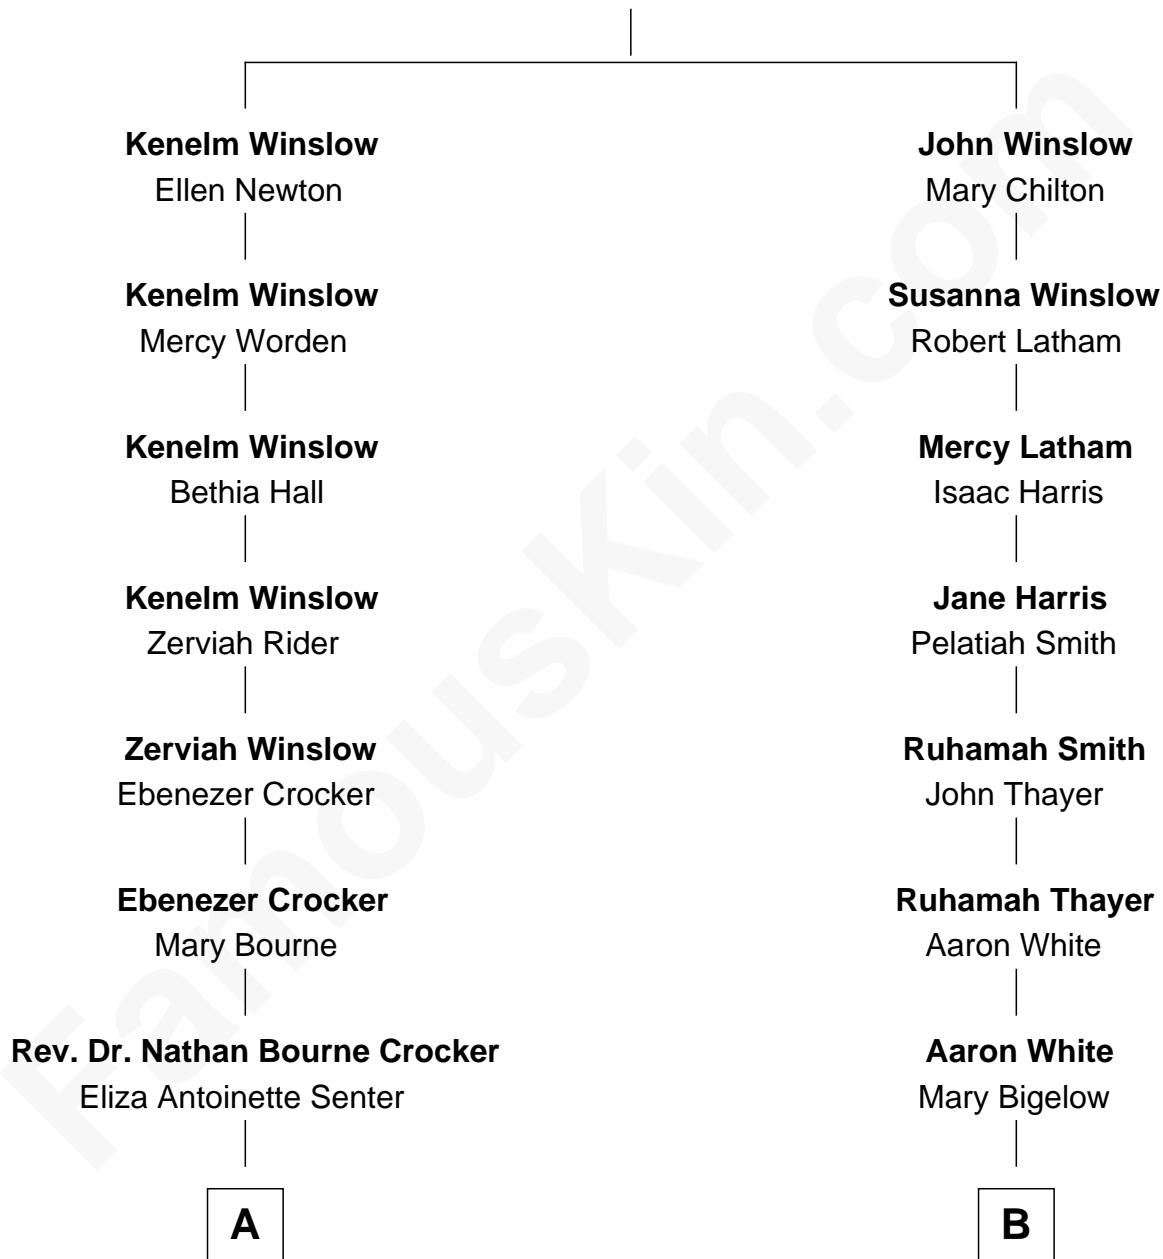 Kenelm Winslow
Ellen Newton
Kenelm Winslow
Mercy Worden
Kenelm Winslow
Bethia Hall
Kenelm Winslow
Zerviah Rider
Zerviah Winslow
Ebenezer Crocker
Ebenezer Crocker
Mary Bourne
Rev. Dr. Nathan Bourne Crocker
Eliza Antoinette Senter
A
John Winslow
Mary Chilton
Susanna Winslow
Robert Latham
Mercy Latham
Isaac Harris
Jane Harris
Pelatiah Smith
Ruhamah Smith
John Thayer
Ruhamah Thayer
Aaron White
Aaron White
Mary Bigelow
B
FamousKin.com